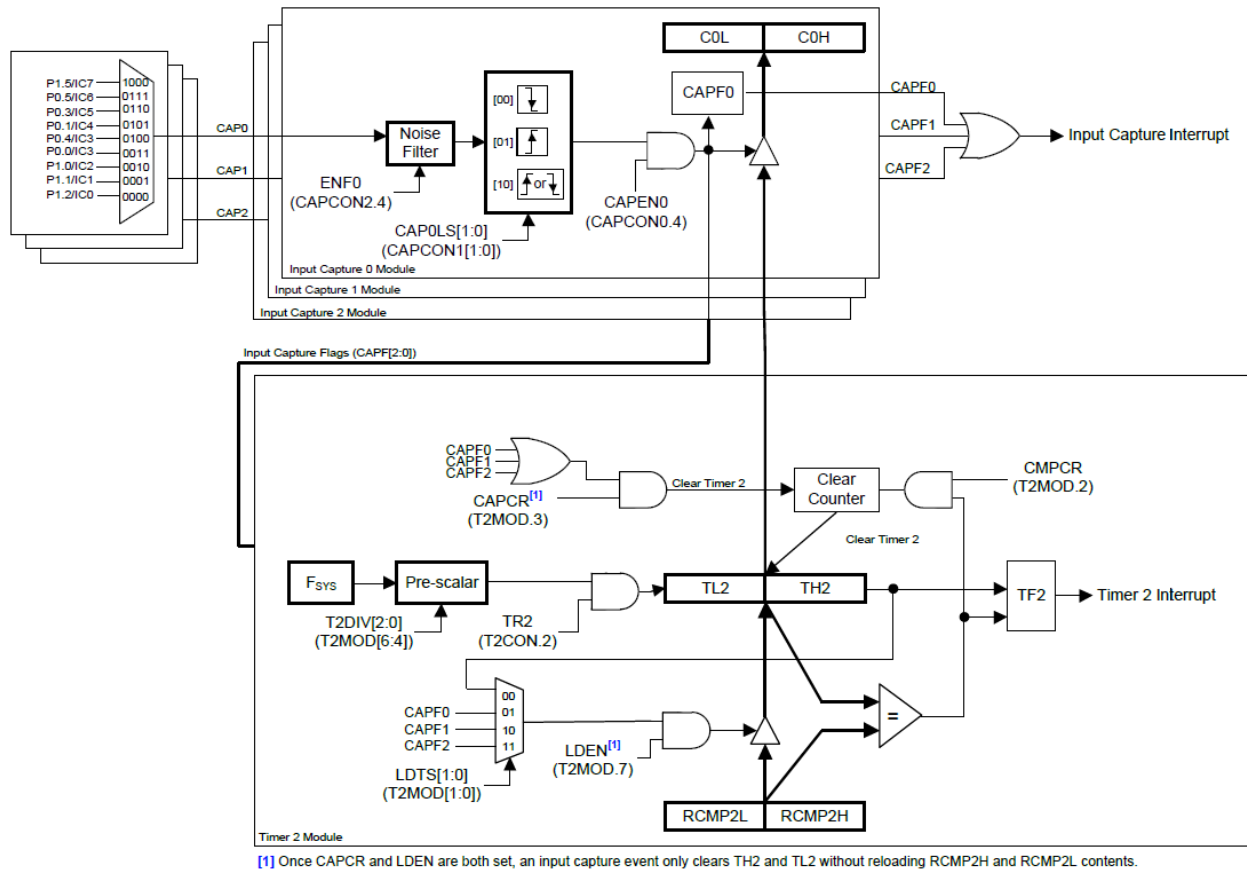 C0L C0H
P1.5/IC7 1000
P0.5/IC6 0111
P0.3/IC5 0110
P0.1/IC4 0101
P0.4/IC3 0100
P0.0/IC3 0011
P1.0/IC2 0010
P1.1/IC1 0001
P1.2/IC0 0000
CAP0
CAP1
CAP2
Noise
Filter
ENF0
(CAPCON2.4)
[00]
[01]
[10] or
CAP0LS[1:0]
(CAPCON1[1:0])
CAPEN0
(CAPCON0.4)
CAPF0
CAPF0
CAPF1
CAPF2
Input Capture Interrupt
Input Capture 0 Module
Input Capture 1 Module
Input Capture 2 Module
Input Capture Flags (CAPF[2:0])
CAPF0
CAPF1
CAPF2
CAPCR[1]
(T2MOD.3)
Clear Timer 2
Clear
Counter
CMPCR
(T2MOD.2)
Clear Timer 2
FSYS
Pre-scalar
T2DIV[2:0]
(T2MOD[6:4])
TR2
(T2CON.2)
TL2 TH2
TF2
Timer 2 Interrupt
00
CAPF0 01
CAPF1 10
CAPF2 11
LDTS[1:0]
(T2MOD[1:0])
LDEN[1]
(T2MOD.7)
=
RCMP2L RCMP2H
Timer 2 Module
[1] Once CAPCR and LDEN are both set, an input capture event only clears TH2 and TL2 without reloading RCMP2H and RCMP2L contents.